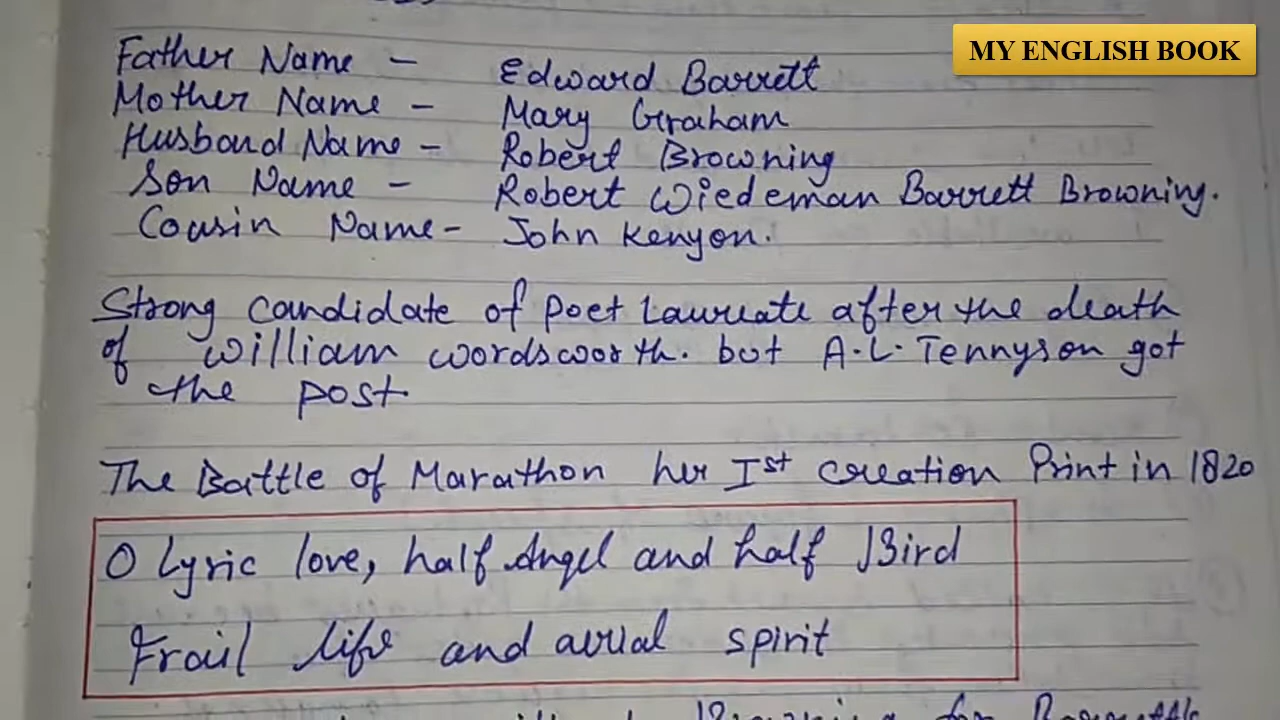 MY ENGLISH BOOK
Father Name - Edward Barrett
Mother Name - Mary Graham
Husband Name - Robert Browning
Son Name - Robert Wiedeman Barrett Browning.
Cousin Name - John Kenyon.
Strong candidate of Poet Laureate after the death
of William Wordsworth. but A.L. Tennyson got
the post.
The Battle of Marathon her Ist creation Print in 1820
O Lyric love, half Angel and half Bird
Frail life and aerial spirit